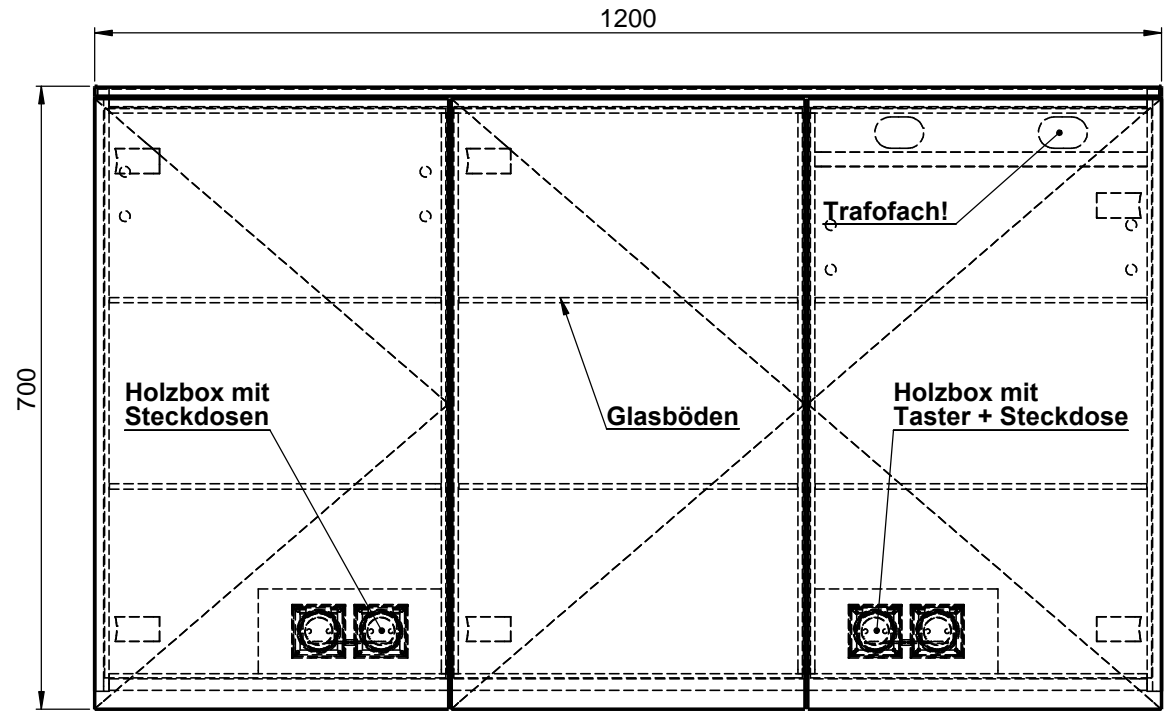 1200
700
Trafofach!
Holzbox mit
Steckdosen
Glasböden
Holzbox mit
Taster + Steckdose